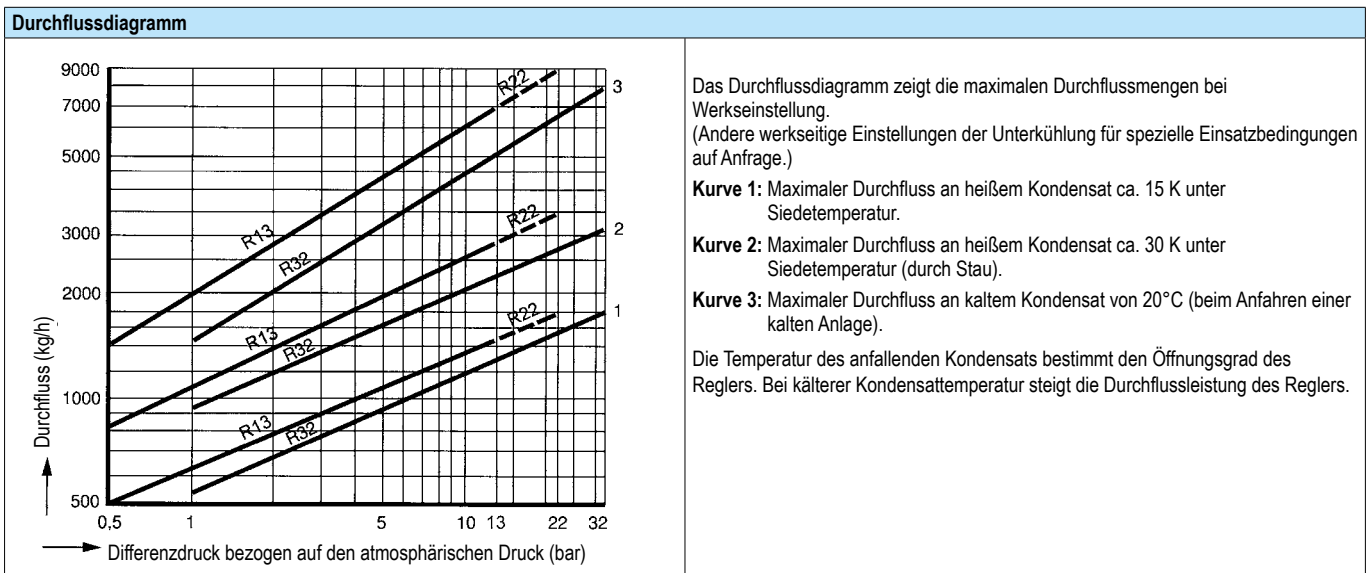 Durchflussdiagramm
9000
7000
5000
3000
2000
1000
500
Durchfluss (kg/h)
0,5
1
5
10
13
22
32
Differenzdruck bezogen auf den atmosphärischen Druck (bar)
R22
3
R13
R32
R22
2
R13
R32
R22
1
R13
R32
Das Durchflussdiagramm zeigt die maximalen Durchflussmengen bei
Werkseinstellung.
(Andere werkseitige Einstellungen der Unterkühlung für spezielle Einsatzbedingungen
auf Anfrage.)
Kurve 1: Maximaler Durchfluss an heißem Kondensat ca. 15 K unter
Siedetemperatur.
Kurve 2: Maximaler Durchfluss an heißem Kondensat ca. 30 K unter
Siedetemperatur (durch Stau).
Kurve 3: Maximaler Durchfluss an kaltem Kondensat von 20°C (beim Anfahren einer
kalten Anlage).
Die Temperatur des anfallenden Kondensats bestimmt den Öffnungsgrad des
Reglers. Bei kälterer Kondensattemperatur steigt die Durchflussleistung des Reglers.